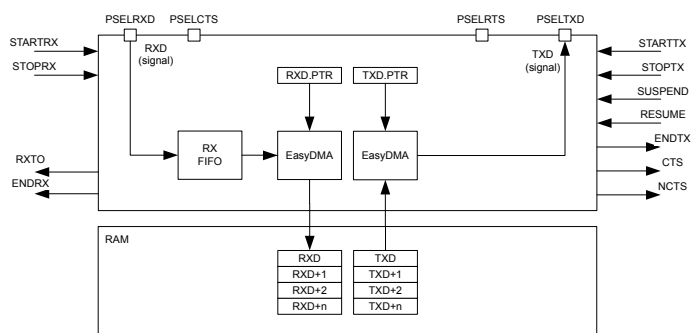 PSELRXD PSELCTS PSELRTS PSELTXD
STARTRX
STOPRX
RXD
(signal)
TXD
(signal)
STARTTX
STOPTX
SUSPEND
RESUME
RXD.PTR TXD.PTR
RX
FIFO
EasyDMA EasyDMA
RXTO
ENDRX
ENDTX
CTS
NCTS
RAM
RXD TXD
RXD+1 TXD+1
RXD+2 TXD+2
RXD+n TXD+n